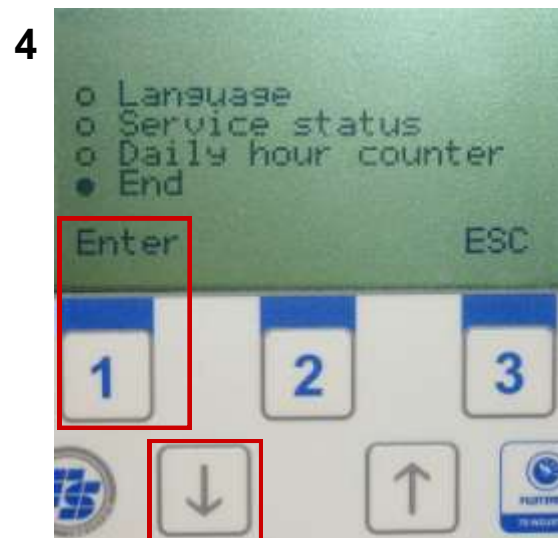 4
o Language
o Service status
o Daily hour counter
● End
Enter ESC
1 2 3